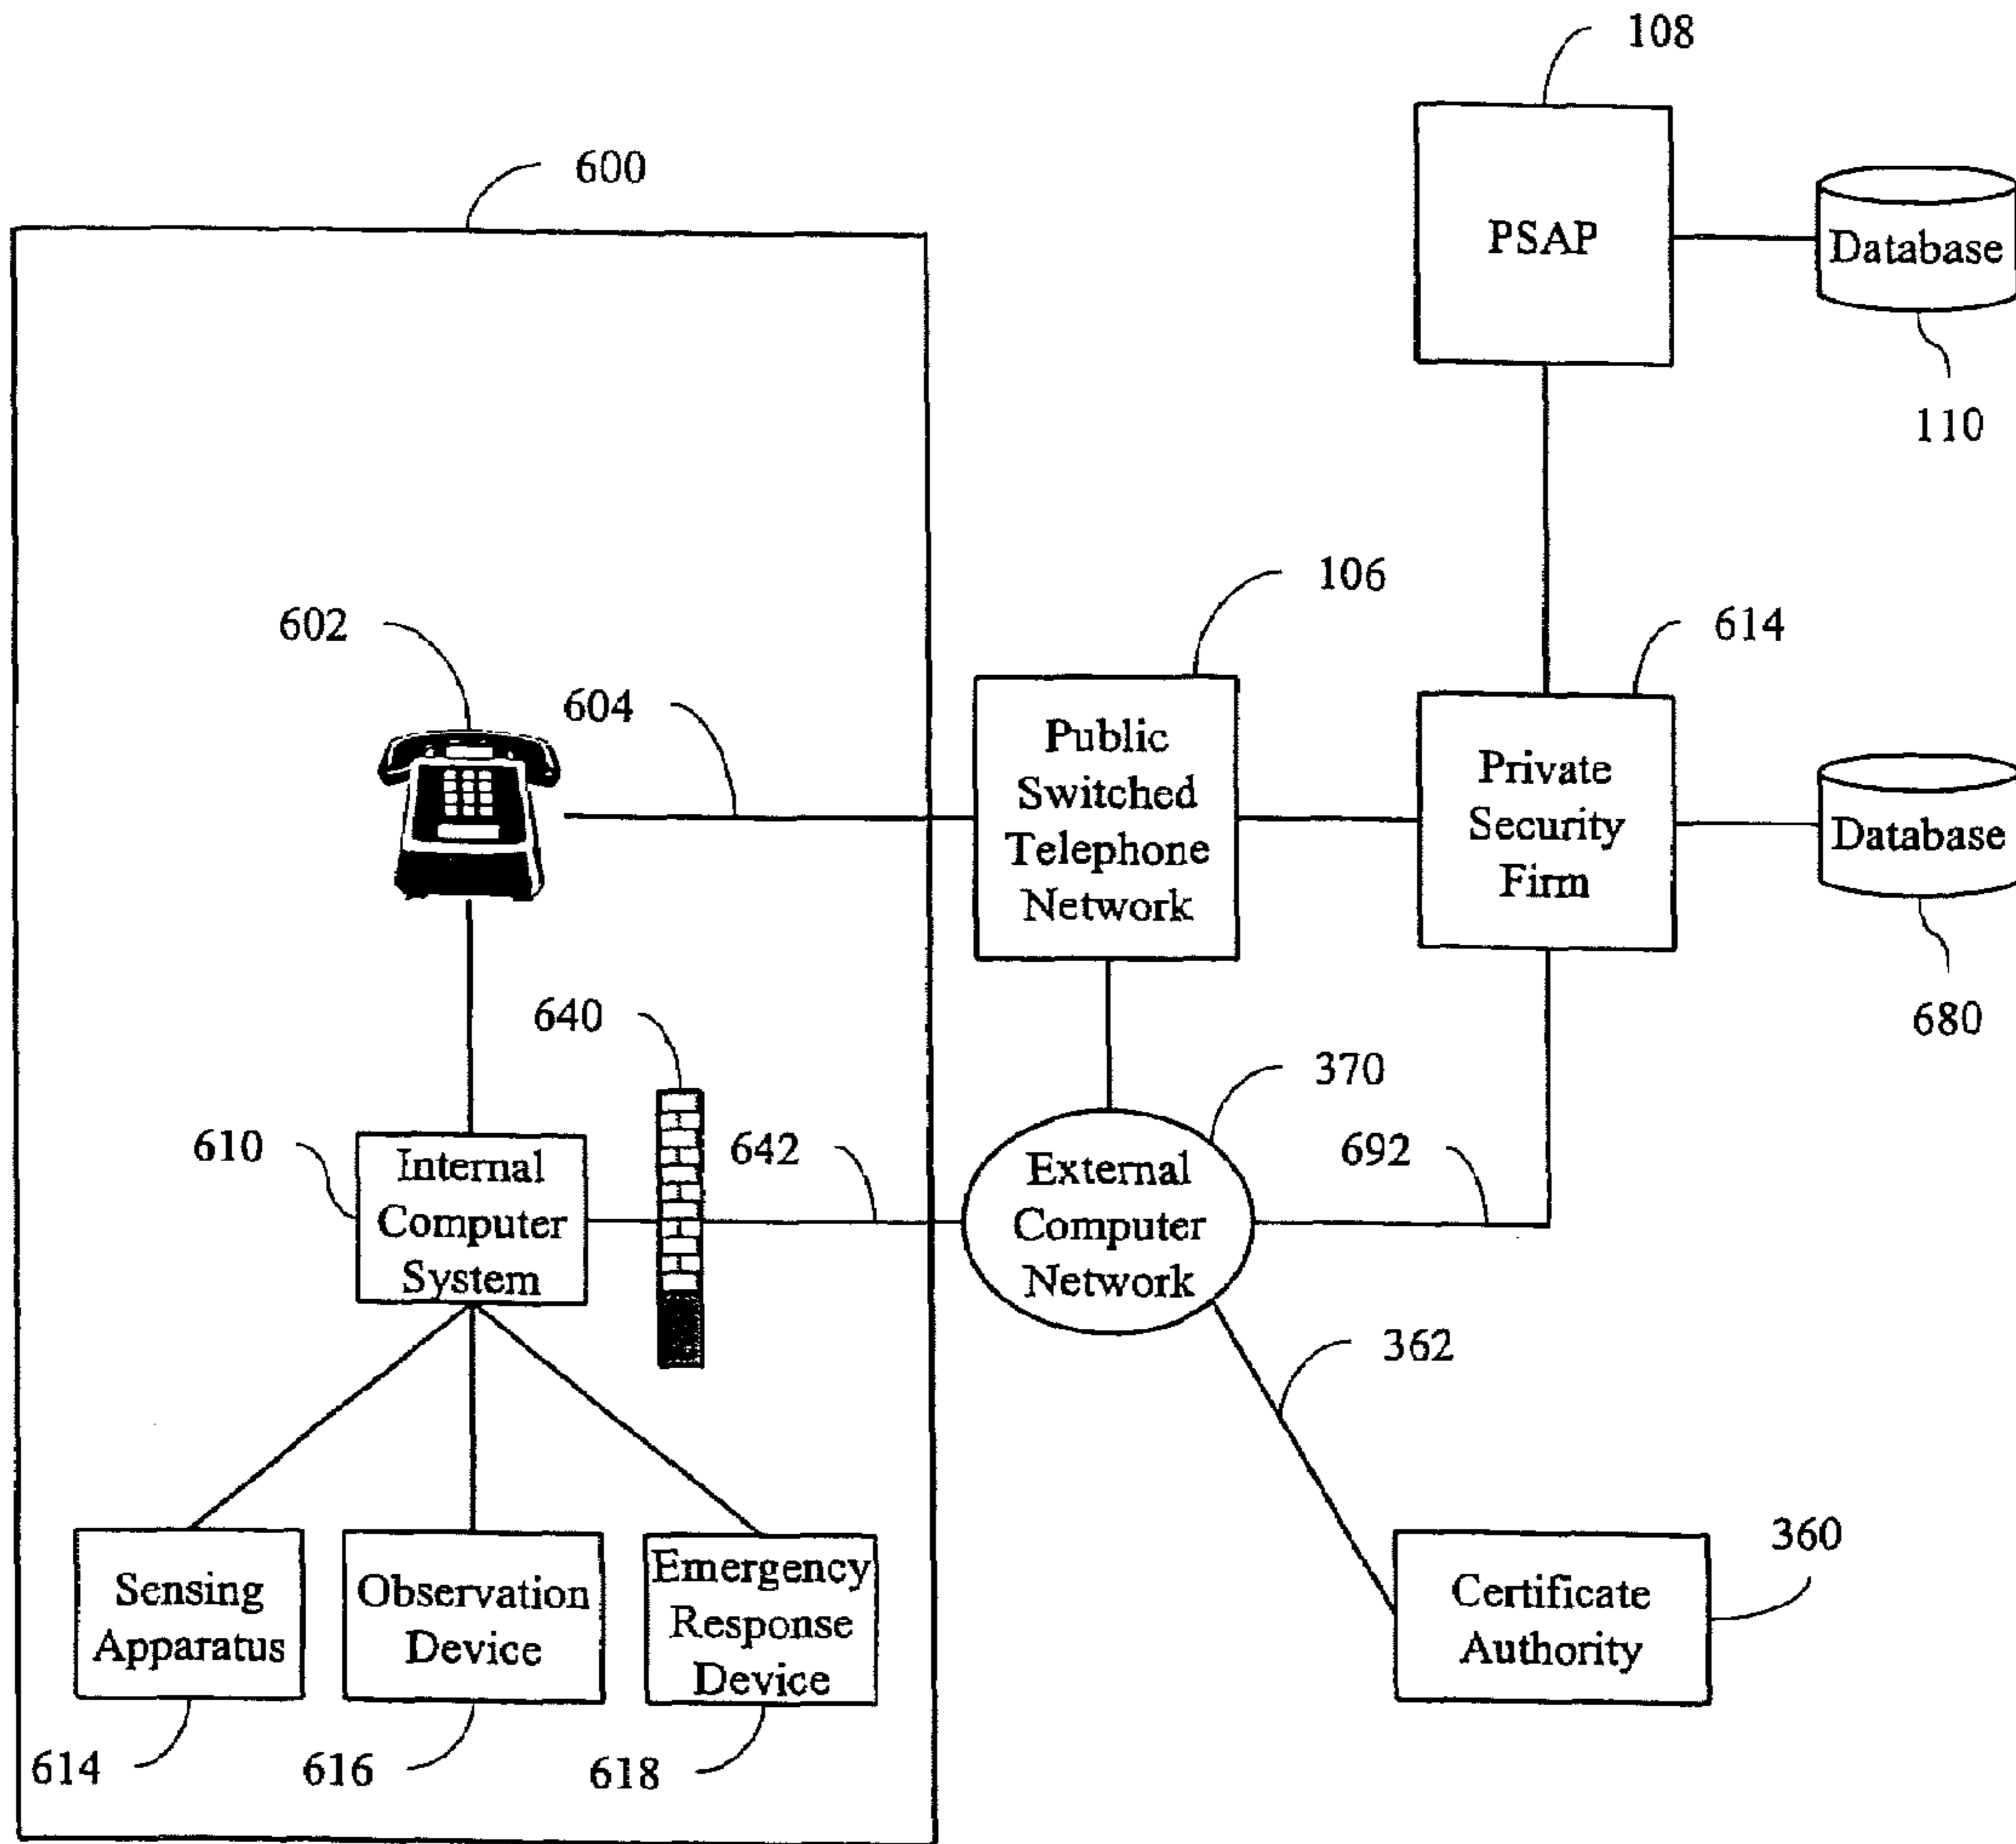 108
600
PSAP
Database
110
106
614
602
604
Public
Switched
Telephone
Network
Private
Security
Firm
Database
680
640
370
610
Internal
Computer
System
642
External
Computer
Network
692
362
360
Sensing
Apparatus
Observation
Device
Emergency
Response
Device
Certificate
Authority
614
616
618